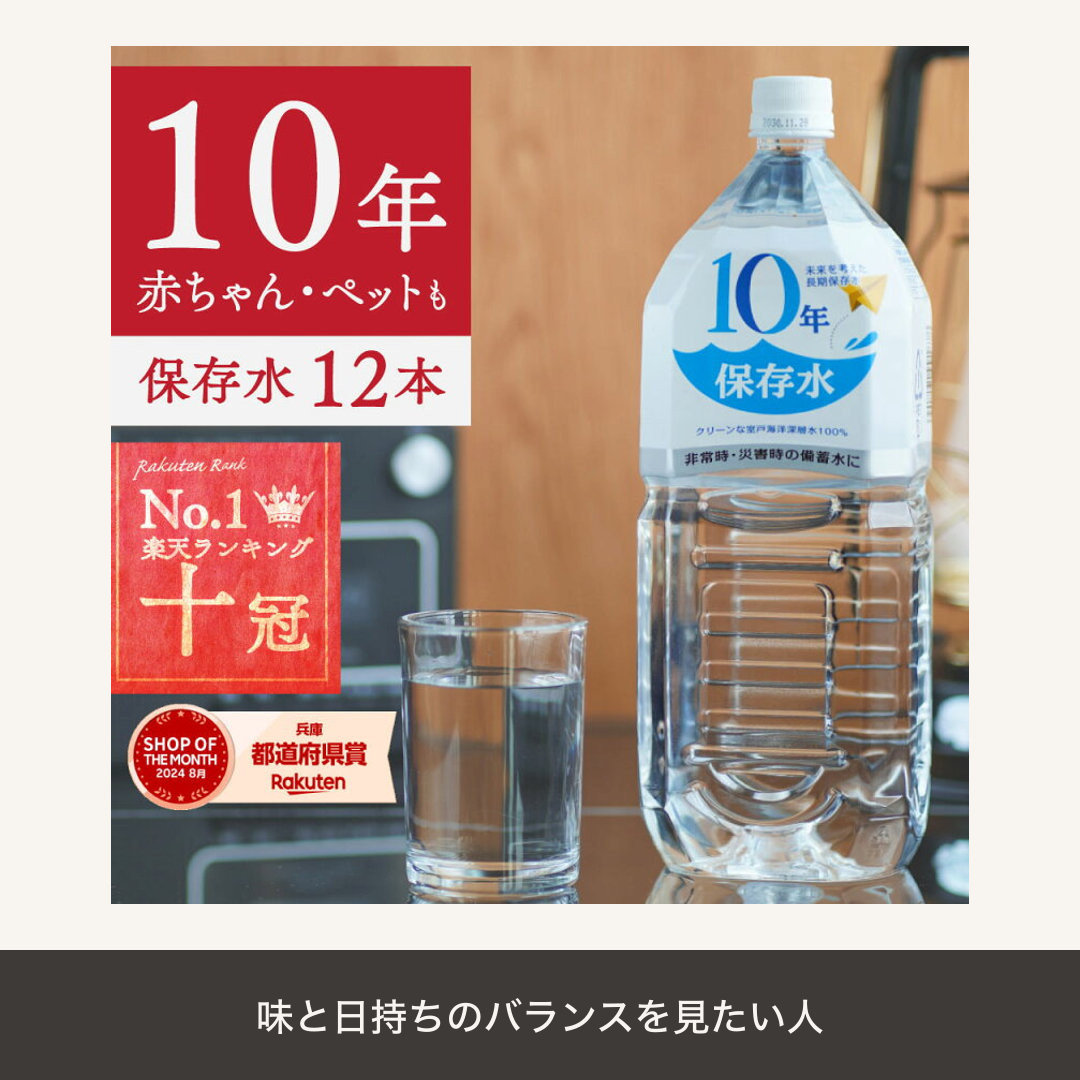 10年
赤ちゃん・ペットも
保存水 12本
Rakuten Rank
No.1
楽天ランキング
十冠
SHOP OF
THE MONTH
2024 8月
兵庫
都道府県賞
Rakuten
2030.11.29
10年
未来を考えた
長期保存水
保存水
クリーンな室戸海洋深層水100%
非常時・災害時の備蓄水に
味と日持ちのバランスを見たい人